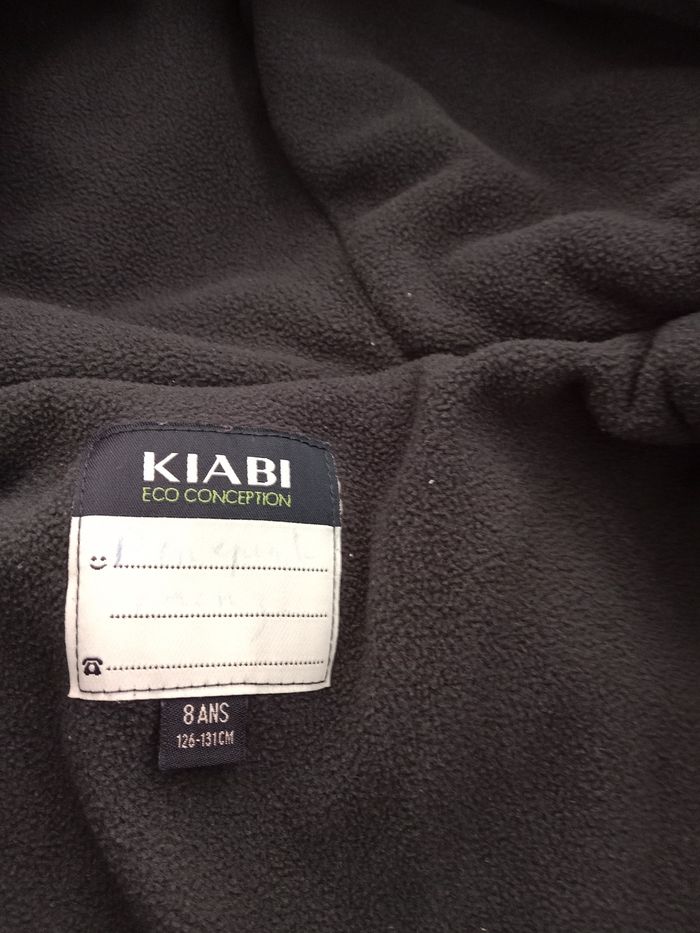 KIABI
ECO CONCEPTION
8 ANS
126-131CM